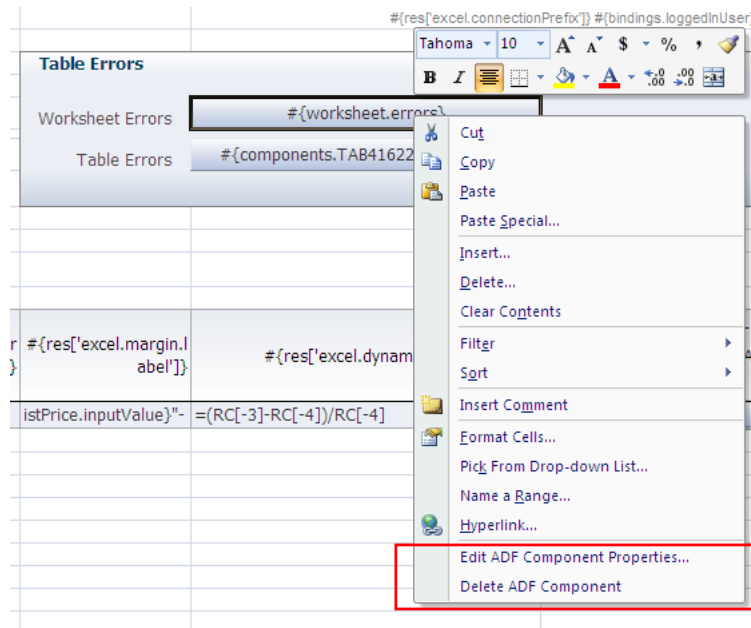 #{res['excel.connectionPrefix']} #{bindings.loggedInUser}
Tahoma 10 A A $ % ,
B I A .0 .00 a
Table Errors
Worksheet Errors #{worksheet.errors}
Table Errors #{components.TAB41622
Cut
Copy
Paste
Paste Special...
Insert...
Delete...
Clear Contents
Filter
Sort
Insert Comment
Format Cells...
Pick From Drop-down List...
Name a Range...
Hyperlink...
Edit ADF Component Properties...
Delete ADF Component
r #{res['excel.margin.l #{res['excel.dynam
} abel']}
istPrice.inputValue}"- =(RC[-3]-RC[-4])/RC[-4]